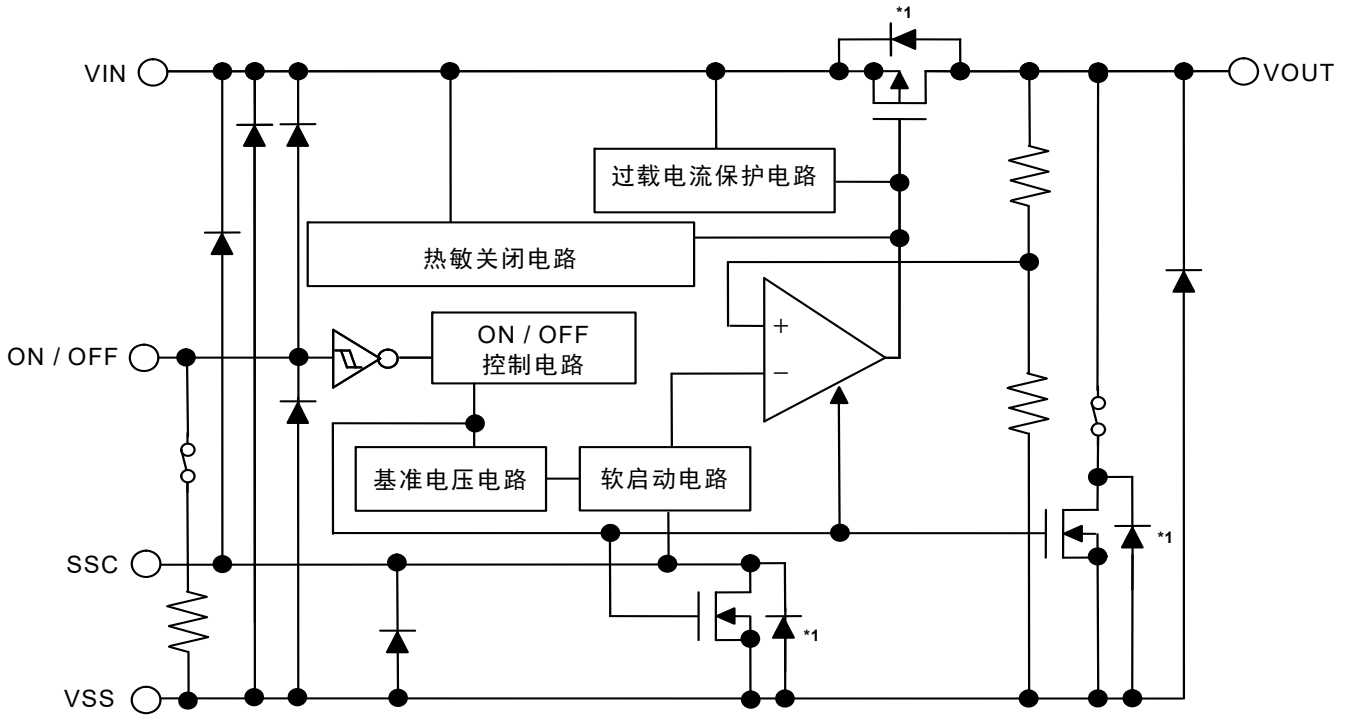 *1
VIN
VOUT
过载电流保护电路
热敏关闭电路
+
ON / OFF
ON / OFF
控制电路
−
基准电压电路
软启动电路
*1
SSC
*1
VSS